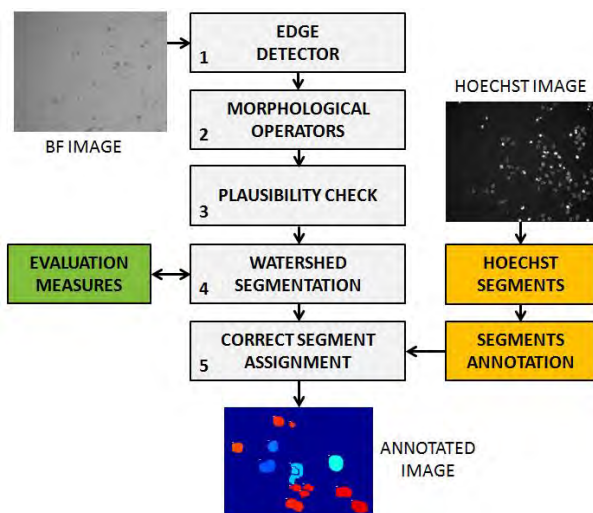 BF IMAGE
1
EDGE
DETECTOR
2
MORPHOLOGICAL
OPERATORS
3
PLAUSIBILITY CHECK
EVALUATION
MEASURES
4
WATERSHED
SEGMENTATION
5
CORRECT SEGMENT
ASSIGNMENT
HOECHST IMAGE
HOECHST
SEGMENTS
SEGMENTS
ANNOTATION
ANNOTATED
IMAGE